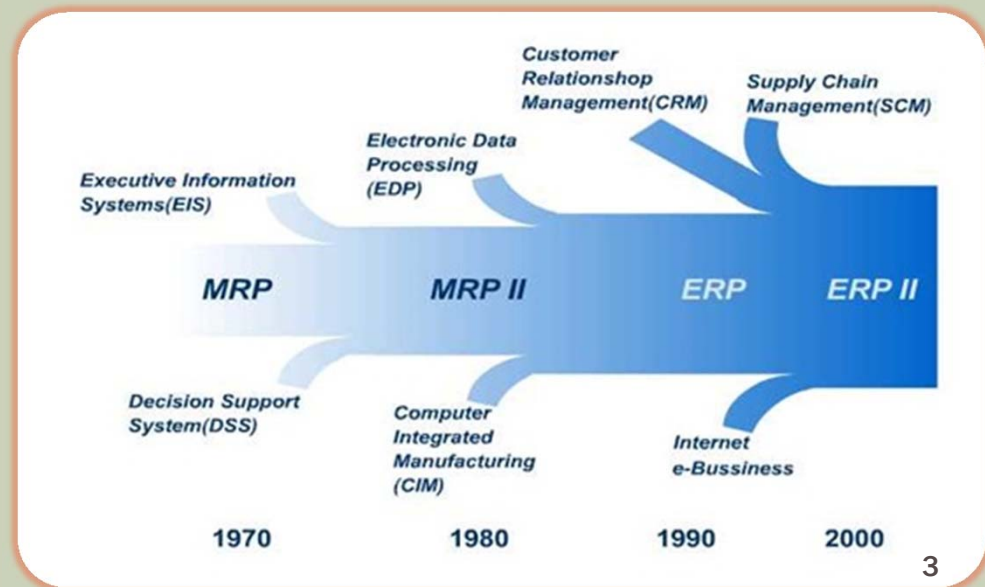 Customer
Relationshop
Management(CRM)
Supply Chain
Management(SCM)
Electronic Data
Processing
(EDP)
Executive Information
Systems(EIS)
MRP
MRP II
ERP
ERP II
Decision Support
System(DSS)
Computer
Integrated
Manufacturing
(CIM)
Internet
e-Bussiness
1970
1980
1990
2000
3